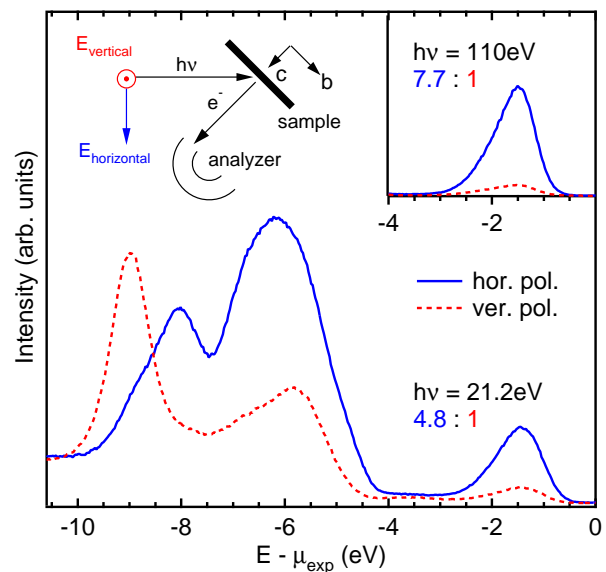 E_vertical
hν
E_horizontal
e⁻
c
b
sample
analyzer
hν = 110eV
7.7 : 1
-4 -2 0
hor. pol.
ver. pol.
hν = 21.2eV
4.8 : 1
Intensity (arb. units)
-10 -8 -6 -4 -2 0
E - μ_exp (eV)